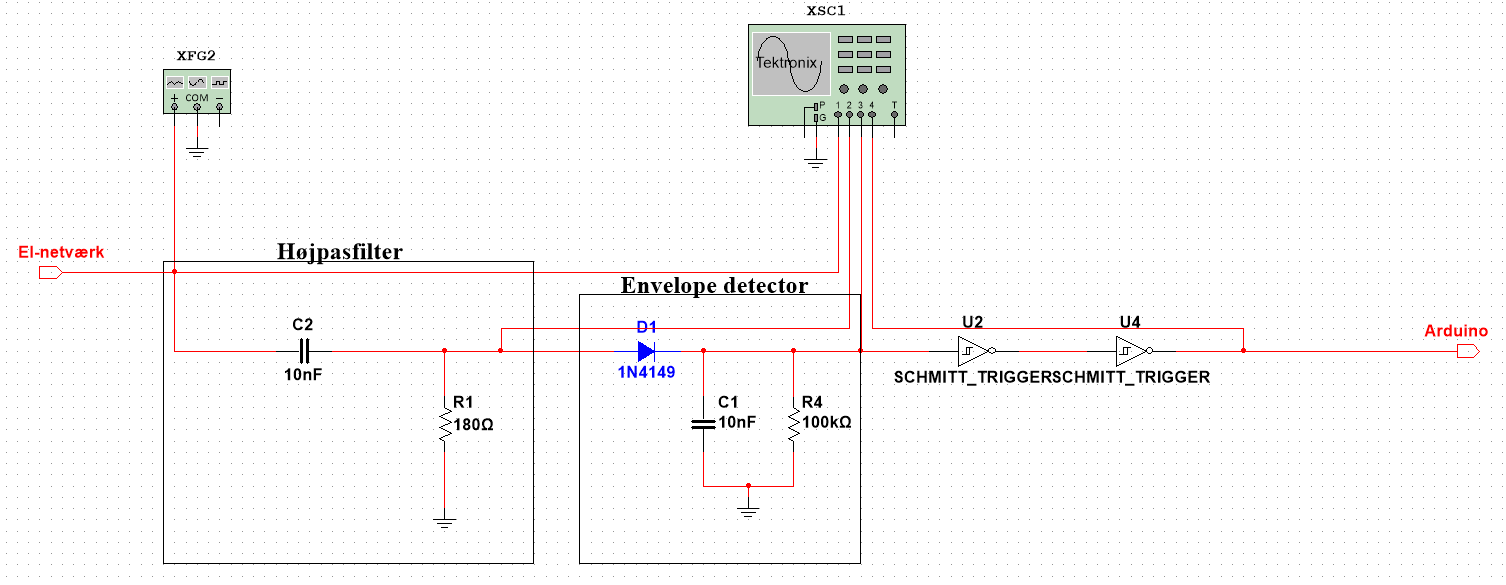 XSC1
XFG2
Tektronix
P
G
1 2 3 4 T
+ COM −
El-netværk
Højpasfilter
Envelope detector
C2
10nF
D1
1N4149
U2
U4
Arduino
SCHMITT_TRIGGERSCHMITT_TRIGGER
R1
180Ω
C1
10nF
R4
100kΩ